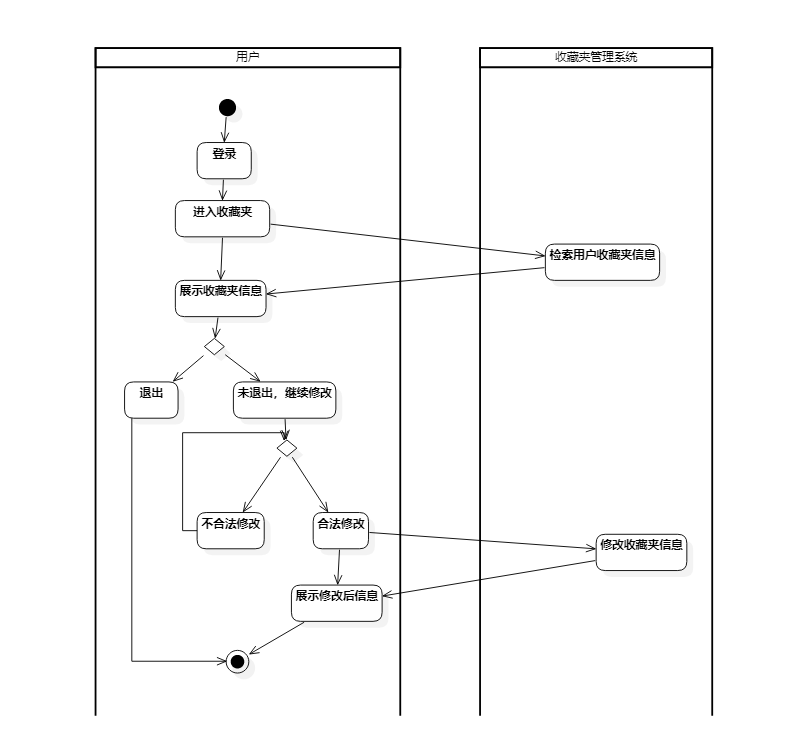 用户
收藏夹管理系统
登录
进入收藏夹
检索用户收藏夹信息
展示收藏夹信息
退出
未退出，继续修改
不合法修改
合法修改
修改收藏夹信息
展示修改后信息